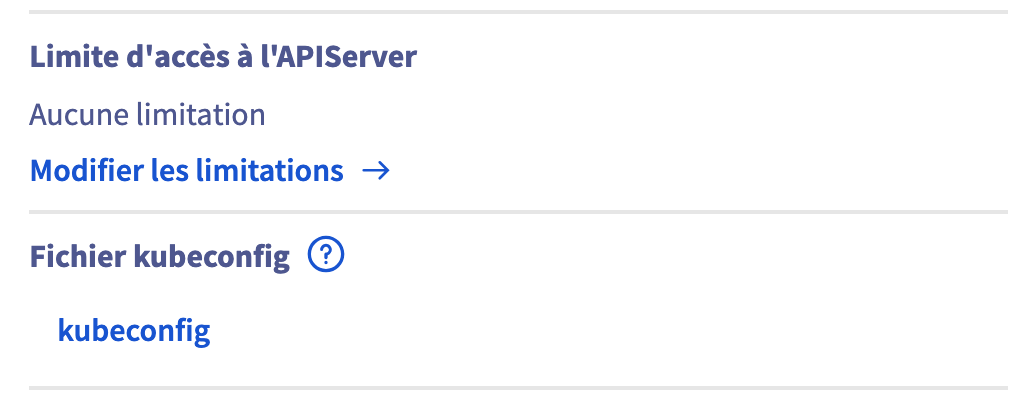 Limite d'accès à l'APIServer
Aucune limitation
Modifier les limitations →
Fichier kubeconfig ?
kubeconfig